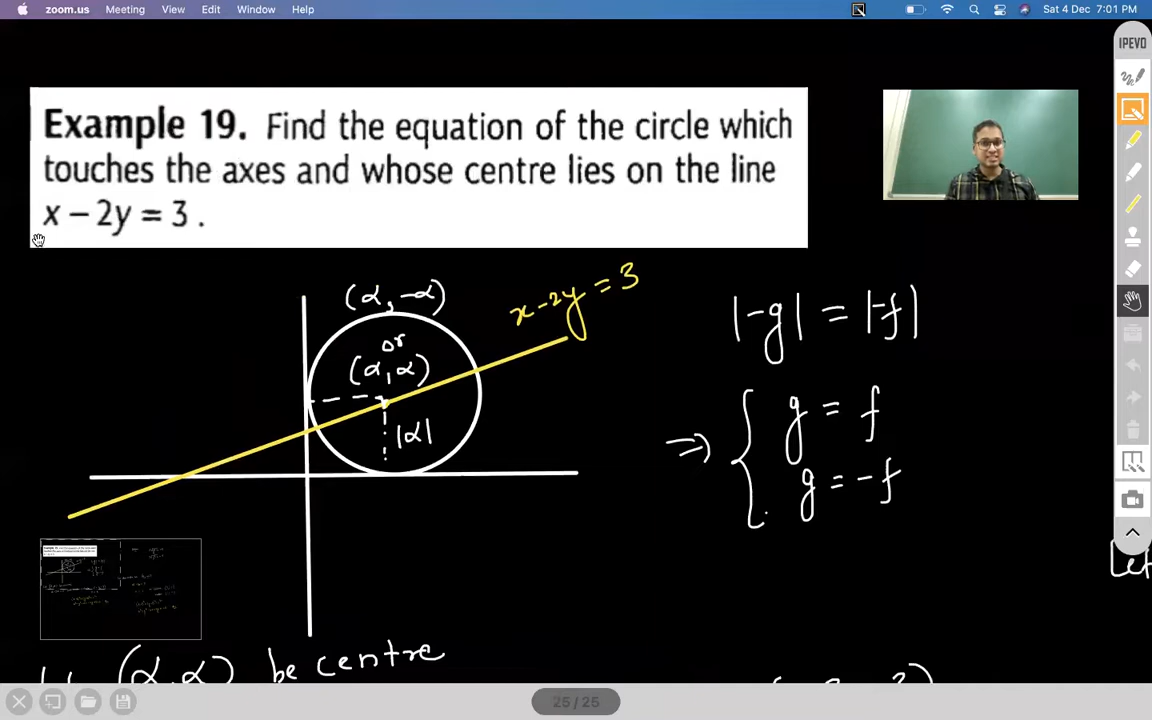 zoom.us Meeting View Edit Window Help Sat 4 Dec 7:01 PM
IPEVO
Example 19. Find the equation of the circle which
touches the axes and whose centre lies on the line
x – 2y = 3 .
x-2y = 3
(α, -α)
or
(α, α)
|α|
|-g| = |-f|
⇒ { g = f
g = -f
Let
(α, α) be centre
25 / 25